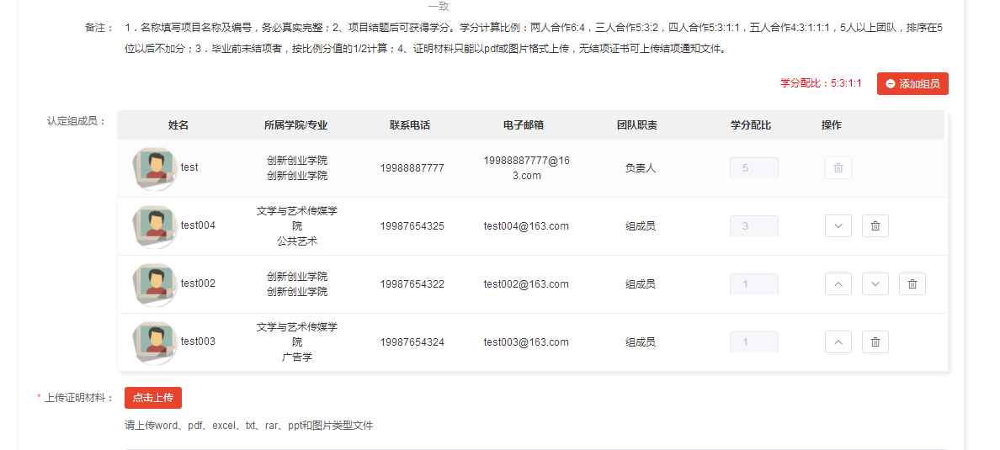 一致
备注：
1．名称填写项目名称及编号，务必真实完整；2、项目结题后可获得学分。学分计算比例：两人合作6:4，三人合作5:3:2，四人合作5:3:1:1，五人合作4:3:1:1:1，5人以上团队，排序在5
位以后不加分；3．毕业前未结项者，按比例分值的1/2计算；4、证明材料只能以pdf或图片格式上传，无结项证书可上传结项通知文件。
学分配比：5:3:1:1
添加组员
认定组成员：
姓名 所属学院/专业 联系电话 电子邮箱 团队职责 学分配比 操作
test 创新创业学院 创新创业学院 19988887777 19988887777@16 3.com 负责人 5
test004 文学与艺术传媒学 院 公共艺术 19987654325 test004@163.com 组成员 3
test002 创新创业学院 创新创业学院 19987654322 test002@163.com 组成员 1
test003 文学与艺术传媒学 院 广告学 19987654324 test003@163.com 组成员 1
* 上传证明材料：
点击上传
请上传word、pdf、excel、txt、rar、ppt和图片类型文件